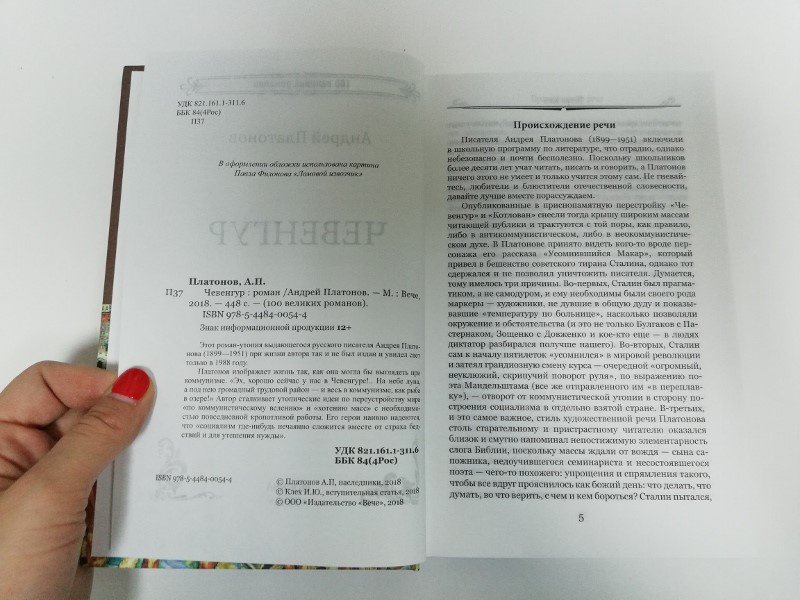 УДК 821.161.1-311.6
ББК 84(4Рос)
П37
В оформлении обложки использована картина
Павла Филонова «Ломовой извозчик»
Платонов, А.П.
П37 Чевенгур : роман /Андрей Платонов. — М. : Вече,
2018. — 448 с. — (100 великих романов).
ISBN 978-5-4484-0054-4
Знак информационной продукции 12+
Этот роман-утопия выдающегося русского писателя Андрея Плато-
нова (1899—1951) при жизни автора так и не был издан и увидел свет
только в 1988 году.
Платонов изображает жизнь так, как она могла бы выглядеть при
коммунизме. «Эх, хорошо сейчас у нас в Чевенгуре!.. На небе луна,
а под нею громадный трудовой район — и весь в коммунизме, как рыба
в озере!» Автор сталкивает утопические идеи по переустройству мира
«по коммунистическому велению» и «хотению масс» с необходимо-
стью повседневной кропотливой работы. Его герои наивно надеются,
что «социализм где-нибудь нечаянно сложится вместе от страха бед-
ствий и для утепления нужды».
УДК 821.161.1-311.6
ББК 84(4Рос)
ISBN 978-5-4484-0054-4
© Платонов А.П, наследники, 2018
© Клех И.Ю., вступительная статья, 2018
© ООО «Издательство «Вече», 2018
Андрей Платонов
ЧЕВЕНГУР
Происхождение речи
Писателя Андрея Платонова (1899—1951) включили
в школьную программу по литературе, что отрадно, однако
небезопасно и почти бесполезно. Поскольку школьников
более десяти лет учат читать, писать и говорить, а Платонов
ничего этого не умеет и только учится этому сам. Не гневай-
тесь, любители и блюстители отечественной словесности,
давайте лучше вместе порассуждаем.
Опубликованные в приснопамятную перестройку «Че-
венгур» и «Котлован» снесли тогда крышу широким массам
читающей публики и трактуются с той поры, как правило,
либо в антикоммунистическом, либо в неокоммунистиче-
ском духе. В Платонове принято видеть кого-то вроде пер-
сонажа его рассказа «Усомнившийся Макар», который
привел в бешенство советского тирана Сталина, однако тот
сдержался и не позволил уничтожить писателя. Думается,
тому имелось три причины. Во-первых, Сталин был прагма-
тиком, а не самодуром, и ему необходимы были своего рода
маркеры — художники, не лившие в общую дуду и показы-
вавшие «температуру по больнице», насколько позволяли
окружение и обстоятельства (и это не только Булгаков с Па-
стернаком, Зощенко с Довженко и кое-кто еще — в людях
диктатор разбирался получше нашего). Во-вторых, Сталин
сам к началу пятилеток «усомнился» в мировой революции
и затеял грандиозную смену курса — очередной «огромный,
неуклюжий, скрипучий поворот руля», по выражению поэ-
та Мандельштама (все же отправленного им «в переплав-
ку»), — отворот от коммунистической утопии в сторону по-
строения социализма в отдельно взятой стране. В-третьих,
и это самое важное, стиль художественной речи Платонова
столь старательному и пристрастному читателю оказался
близок и смутно напоминал непостижимую элементарность
слога Библии, поскольку массы ждали от вождя — сына са-
пожника, недоучившегося семинариста и несостоявшегося
поэта — чего-то похожего: упрощения и спрямления такого,
чтобы все вдруг прояснилось как божий день: что делать, что
думать, во что верить, с чем и кем бороться? Сталин пытался,
5